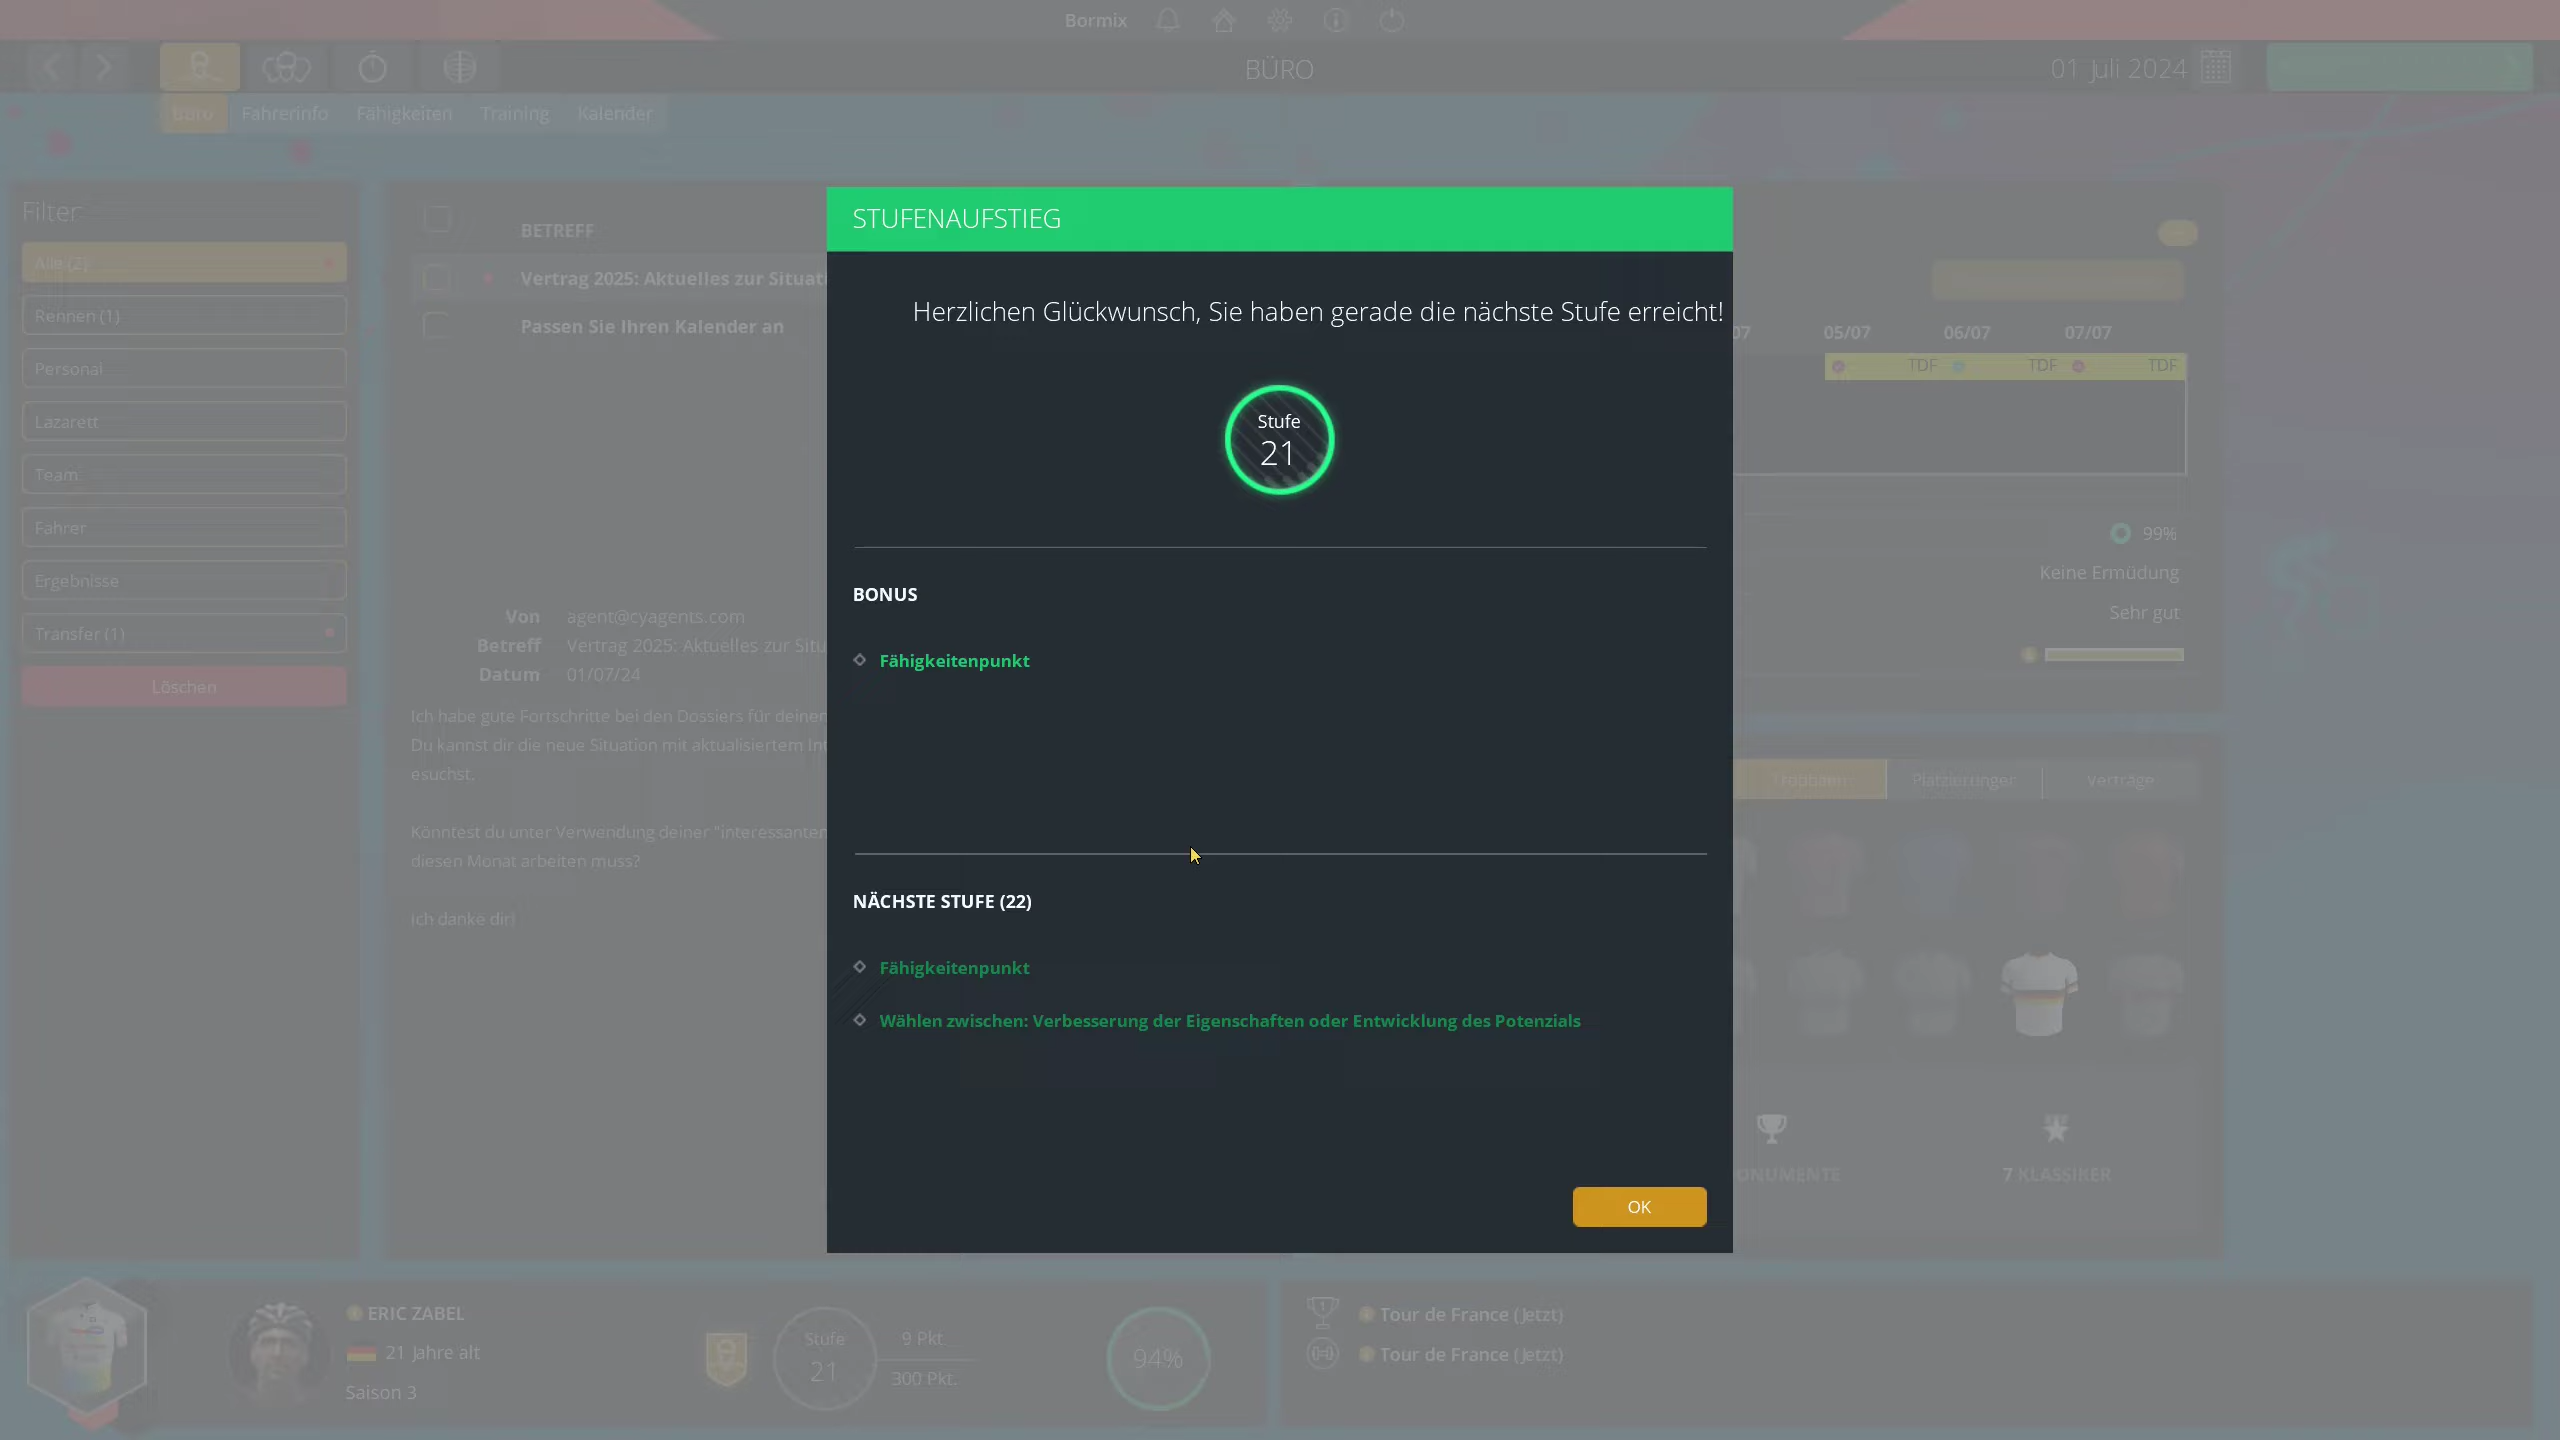 Bormix
BÜRO
01 Juli 2024
Büro
Fahrerinfo
Fähigkeiten
Training
Kalender
Filter
Alle (2)
Rennen (1)
Personal
Lazarett
Team
Fahrer
Ergebnisse
Transfer (1)
Löschen
BETREFF
Vertrag 2025: Aktuelles zur Situati
Passen Sie Ihren Kalender an
Von agent@cyagents.com
Betreff Vertrag 2025: Aktuelles zur Situ
Datum 01/07/24
Ich habe gute Fortschritte bei den Dossiers für deinen
Du kannst dir die neue Situation mit aktualisiertem Int
esuchst.
Könntest du unter Verwendung deiner "interessanten
diesen Monat arbeiten muss?
Ich danke dir!
STUFENAUFSTIEG
Herzlichen Glückwunsch, Sie haben gerade die nächste Stufe erreicht!
Stufe
21
BONUS
Fähigkeitenpunkt
NÄCHSTE STUFE (22)
Fähigkeitenpunkt
Wählen zwischen: Verbesserung der Eigenschaften oder Entwicklung des Potenzials
OK
07 05/07 06/07 07/07
TDF TDF TDF
99%
Keine Ermüdung
Sehr gut
Trophäen Platzierungen Verträge
ONUMENTE
7 KLASSIKER
ERIC ZABEL
21 Jahre alt
Saison 3
Stufe
21
9 Pkt.
300 Pkt.
94%
Tour de France (Jetzt)
Tour de France (Jetzt)